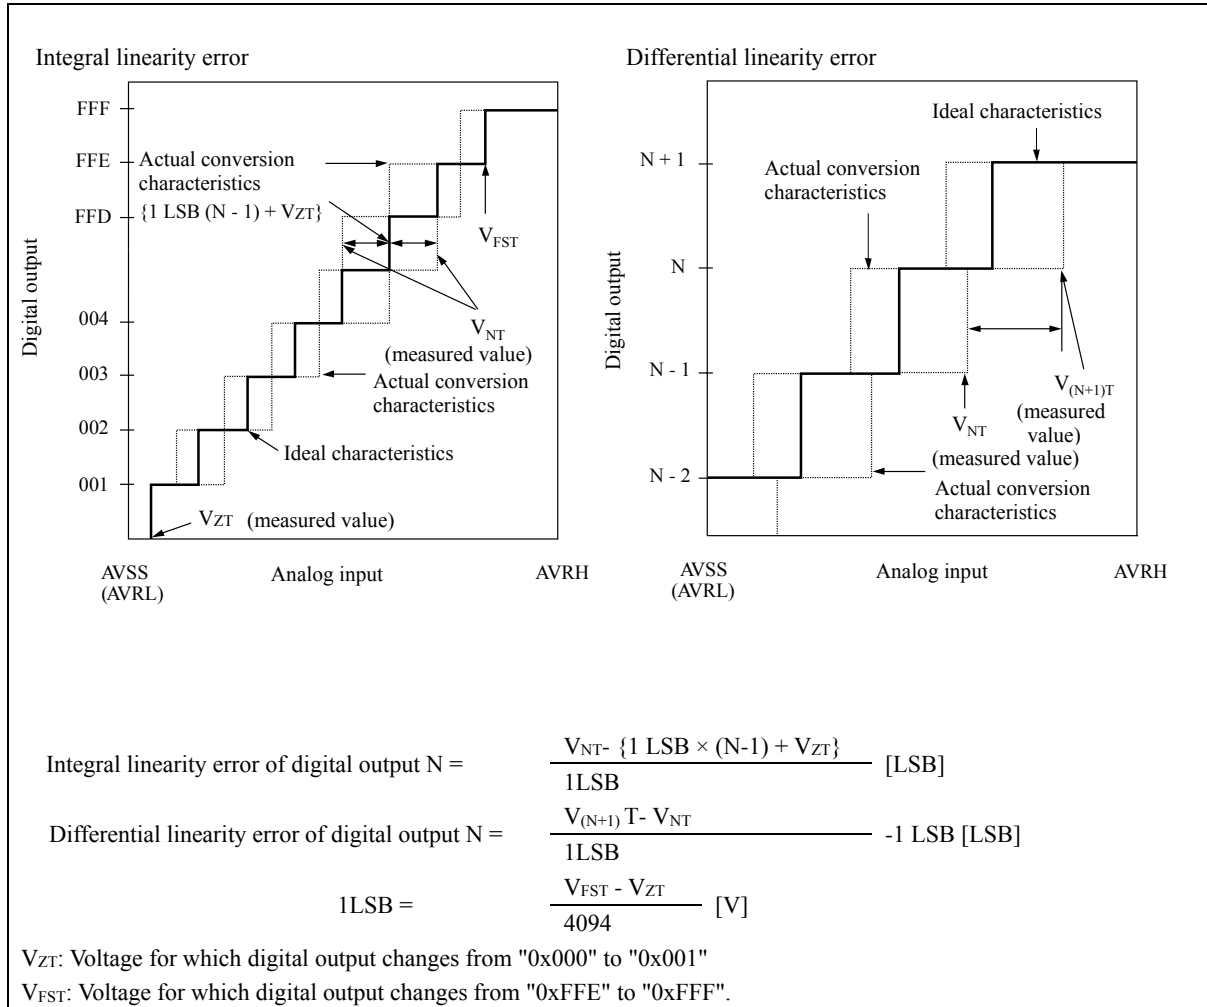 Integral linearity error
FFF
FFE
FFD
004
003
002
001
Digital output
Actual conversion
characteristics
{1 LSB (N - 1) + VZT}
VFST
VNT
(measured value)
Actual conversion
characteristics
Ideal characteristics
VZT (measured value)
AVSS
(AVRL)
Analog input
AVRH
Differential linearity error
N + 1
N
N - 1
N - 2
Digital output
Ideal characteristics
Actual conversion
characteristics
V(N+1)T
(measured
value)
VNT
(measured value)
Actual conversion
characteristics
AVSS
(AVRL)
Analog input
AVRH
Integral linearity error of digital output N = VNT- {1 LSB × (N-1) + VZT} [LSB]
1LSB
Differential linearity error of digital output N = V(N+1) T- VNT -1 LSB [LSB]
1LSB
1LSB = VFST - VZT [V]
4094
VZT: Voltage for which digital output changes from "0x000" to "0x001"
VFST: Voltage for which digital output changes from "0xFFE" to "0xFFF".